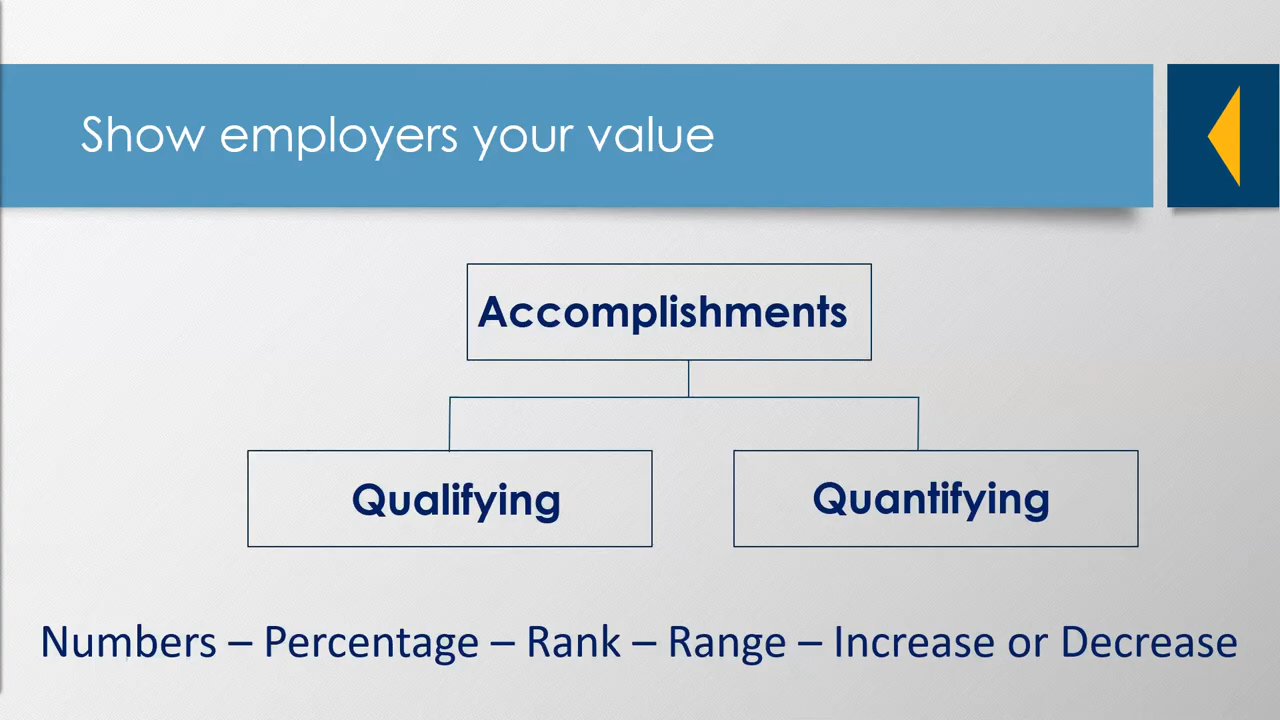 Show employers your value
Accomplishments
Qualifying
Quantifying
Numbers – Percentage – Rank – Range – Increase or Decrease